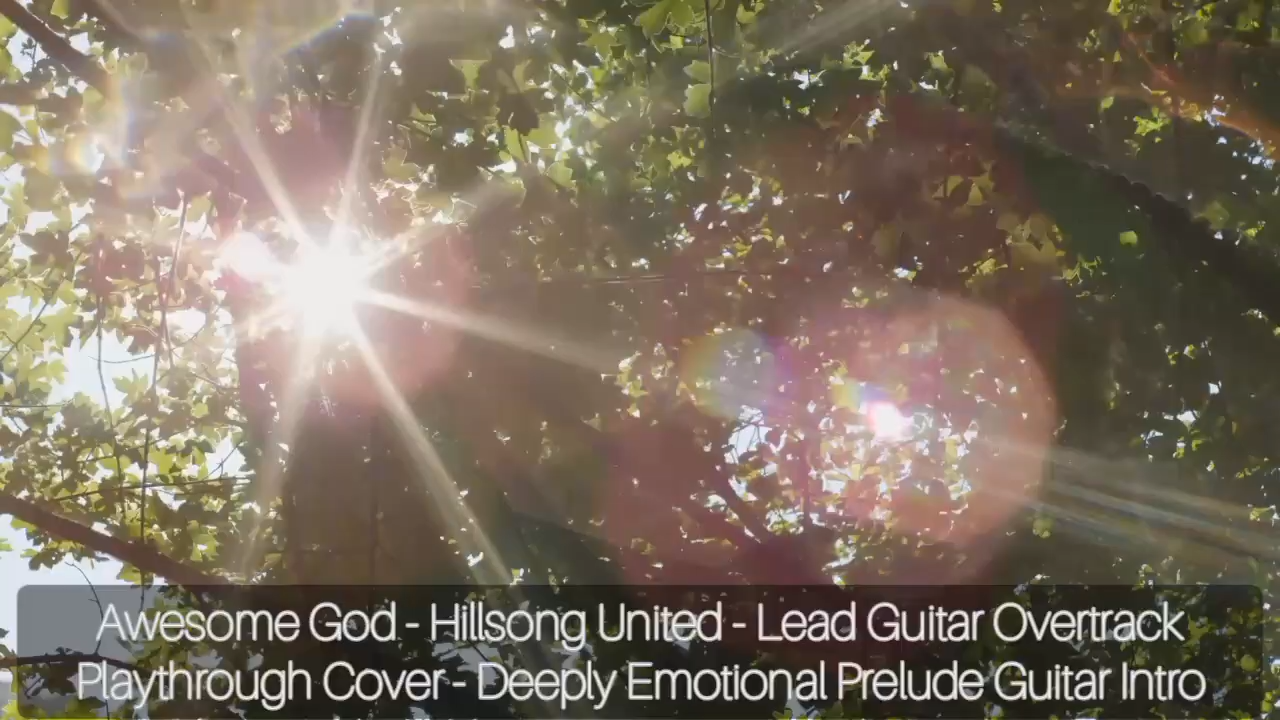 Awesome God - Hillsong United - Lead Guitar Overtrack
Playthrough Cover - Deeply Emotional Prelude Guitar Intro